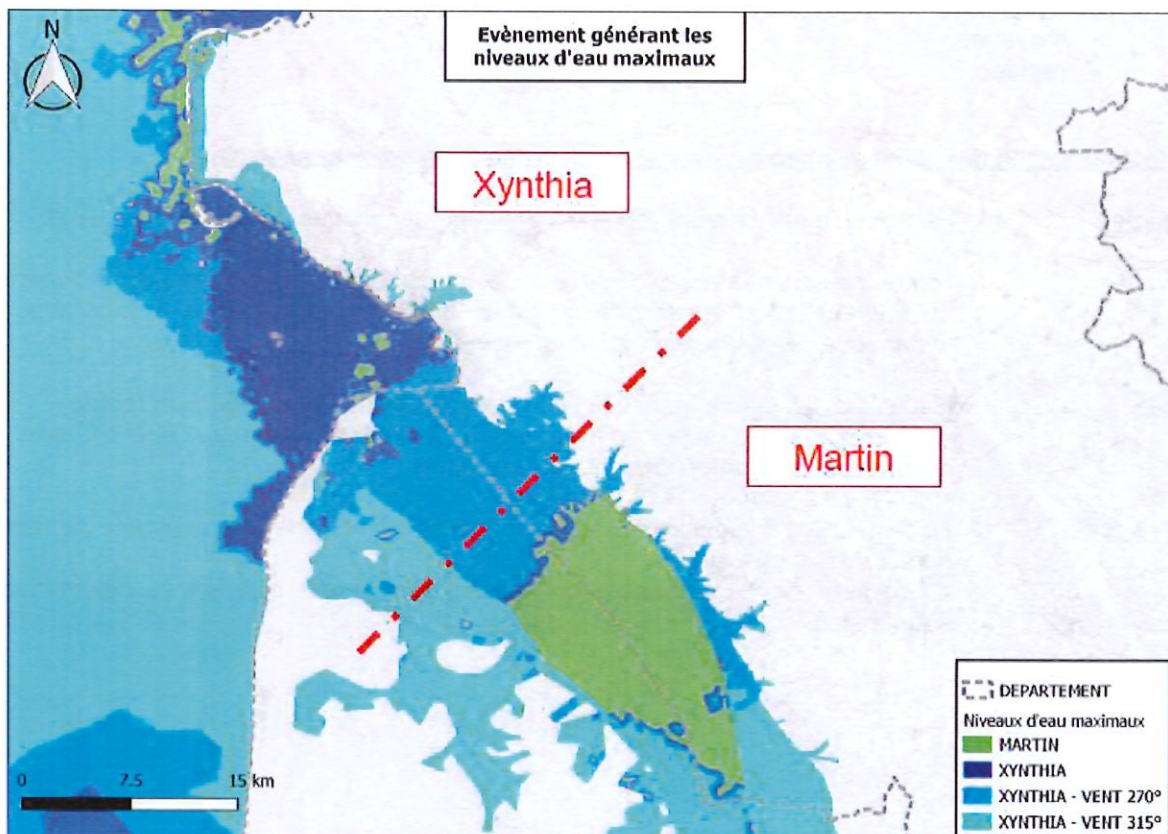 Evènement générant les
niveaux d'eau maximaux
N
Xynthia
Martin
DEPARTEMENT
Niveaux d'eau maximaux
MARTIN
XYNTHIA
XYNTHIA - VENT 270°
XYNTHIA - VENT 315°
0 7.5 15 km